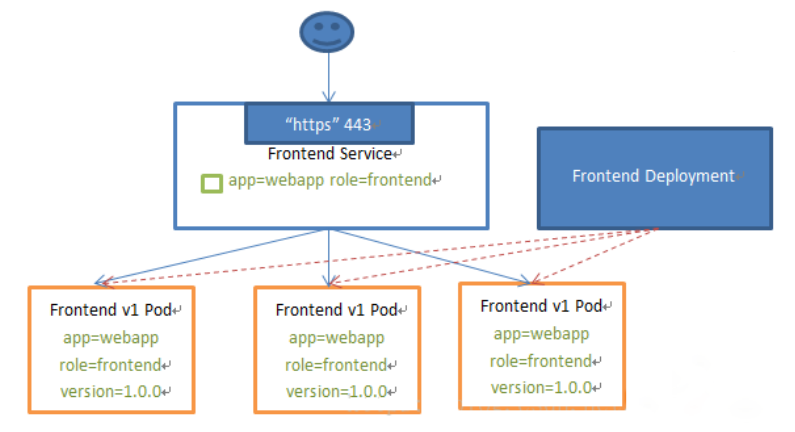 “https” 443
Frontend Service
app=webapp role=frontend
Frontend Deployment
Frontend v1 Pod
app=webapp
role=frontend
version=1.0.0
Frontend v1 Pod
app=webapp
role=frontend
version=1.0.0
Frontend v1 Pod
app=webapp
role=frontend
version=1.0.0